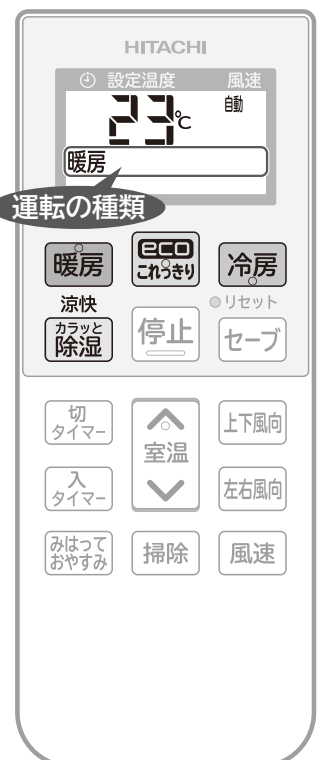 HITACHI
設定温度 風速
23℃ 自動
暖房
運転の種類
暖房 eco これっきり 冷房
涼快 リセット
カラッと除湿 停止 セーブ
切タイマー 室温 上下風向
入タイマー 左右風向
みはっておやすみ 掃除 風速